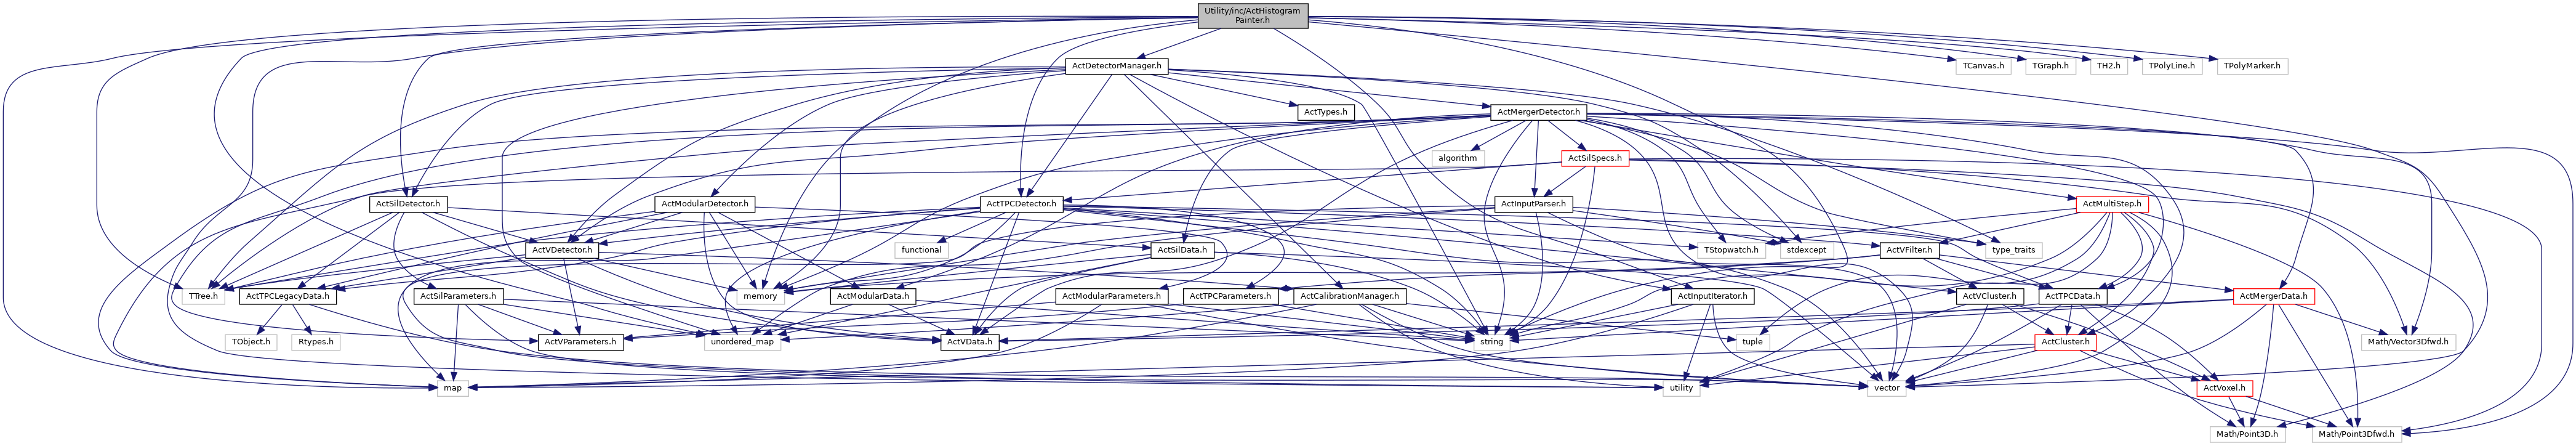 Utility/inc/ActHistogram
Painter.h
ActDetectorManager.h
TCanvas.h
TGraph.h
TH2.h
TPolyLine.h
TPolyMarker.h
ActTypes.h
ActMergerDetector.h
algorithm
ActSilSpecs.h
ActSilDetector.h
ActModularDetector.h
ActTPCDetector.h
ActInputParser.h
ActMultiStep.h
ActVDetector.h
functional
ActSilData.h
TStopwatch.h
stdexcept
ActVFilter.h
type_traits
TTree.h
ActTPCLegacyData.h
ActSilParameters.h
memory
ActModularData.h
ActModularParameters.h
ActTPCParameters.h
ActCalibrationManager.h
ActInputIterator.h
ActVCluster.h
ActTPCData.h
ActMergerData.h
TObject.h
Rtypes.h
ActVParameters.h
unordered_map
ActVData.h
string
tuple
ActCluster.h
Math/Vector3Dfwd.h
map
utility
vector
ActVoxel.h
Math/Point3D.h
Math/Point3Dfwd.h